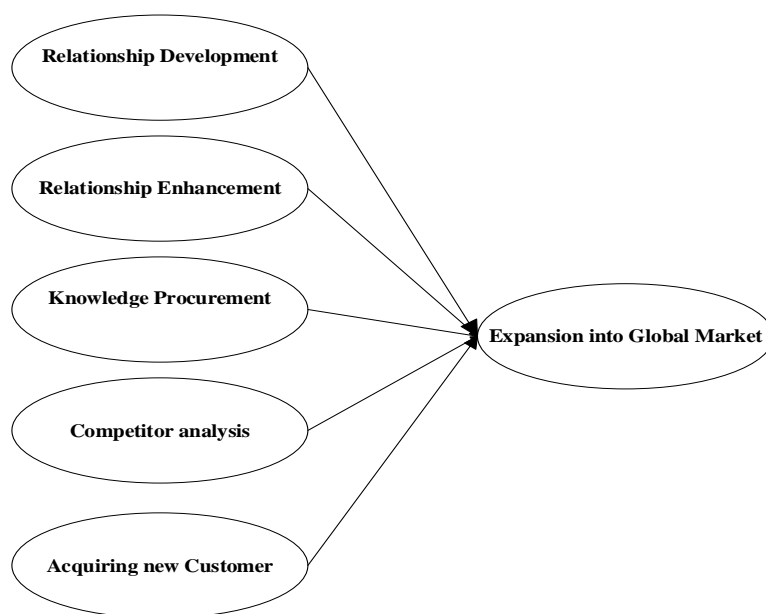 Relationship Development
Relationship Enhancement
Knowledge Procurement
Expansion into Global Market
Competitor analysis
Acquiring new Customer